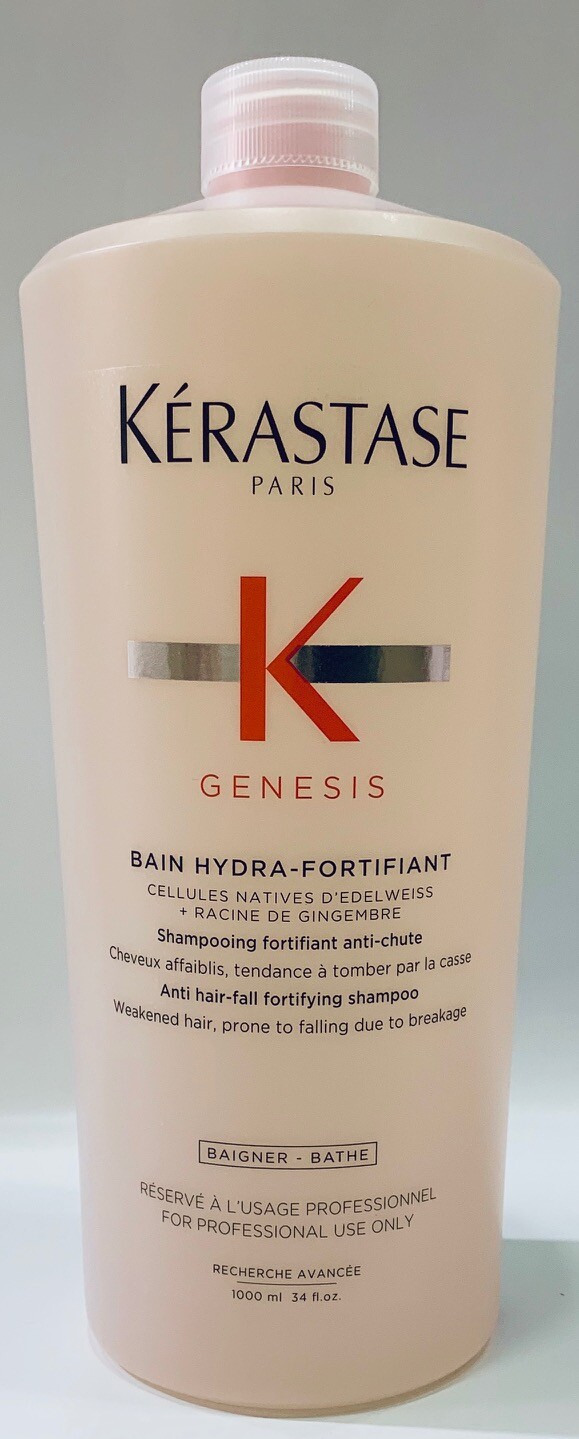 KÉRASTASE
PARIS
K
GENESIS
BAIN HYDRA-FORTIFIANT
CELLULES NATIVES D'EDELWEISS
+ RACINE DE GINGEMBRE
Shampooing fortifiant anti-chute
Cheveux affaiblis, tendance à tomber par la casse
Anti hair-fall fortifying shampoo
Weakened hair, prone to falling due to breakage
BAIGNER - BATHE
RÉSERVÉ À L'USAGE PROFESSIONNEL
FOR PROFESSIONAL USE ONLY
RECHERCHE AVANCÉE
1000 ml 34 fl.oz.